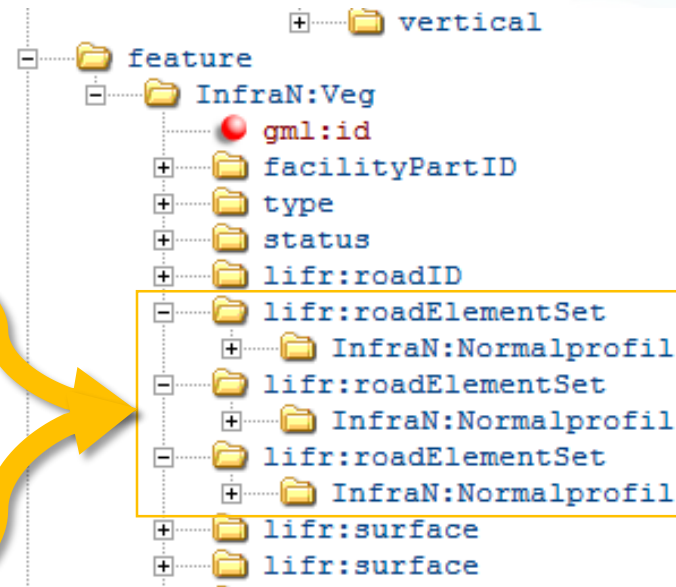 vertical
feature
InfraN:Veg
gml:id
facilityPartID
type
status
lifr:roadID
lifr:roadElementSet
InfraN:Normalprofil
lifr:roadElementSet
InfraN:Normalprofil
lifr:roadElementSet
InfraN:Normalprofil
lifr:surface
lifr:surface